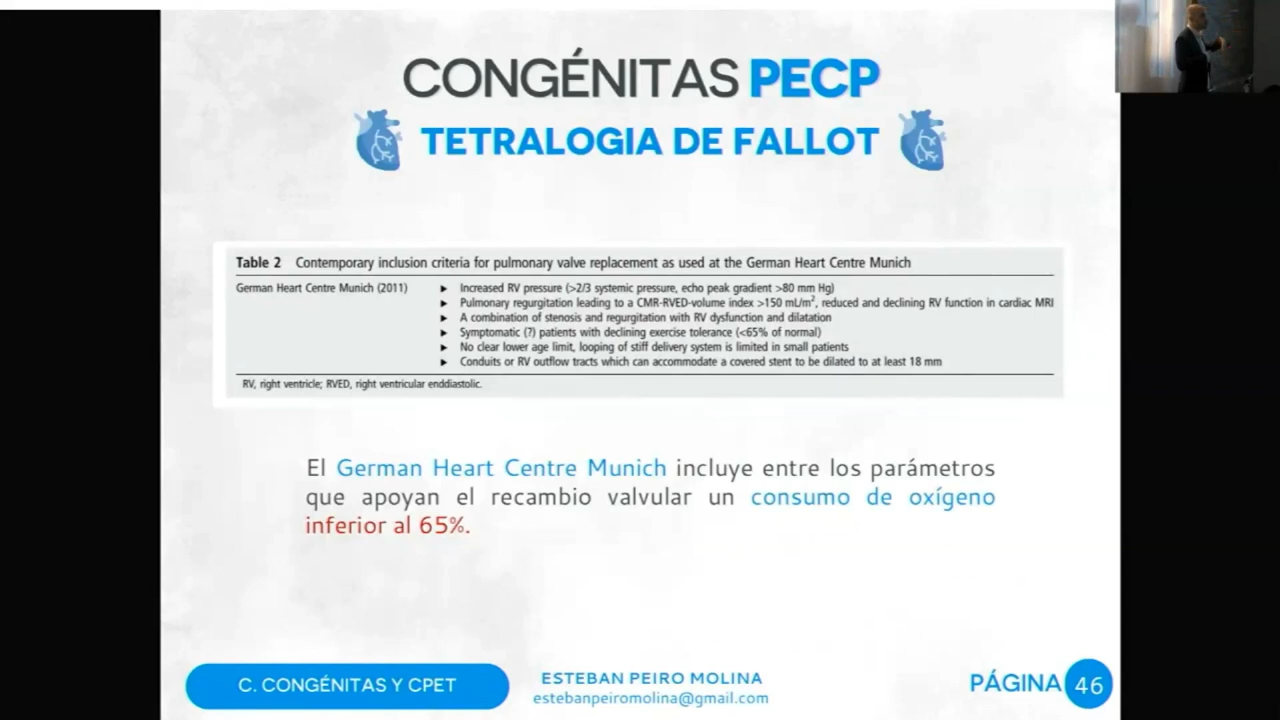 CONGÉNITAS PECP
TETRALOGIA DE FALLOT
Table 2 Contemporary inclusion criteria for pulmonary valve replacement as used at the German Heart Centre Munich
German Heart Centre Munich (2011) ► Increased RV pressure (>2/3 systemic pressure, echo peak gradient >80 mm Hg)
► Pulmonary regurgitation leading to a CMR-RVED-volume index >150 mL/m², reduced and declining RV function in cardiac MRI
► A combination of stenosis and regurgitation with RV dysfunction and dilatation
► Symptomatic (?) patients with declining exercise tolerance (<65% of normal)
► No clear lower age limit, looping of stiff delivery system is limited in small patients
► Conduits or RV outflow tracts which can accommodate a covered stent to be dilated to at least 18 mm
RV, right ventricle; RVED, right ventricular enddiastolic.
El German Heart Centre Munich incluye entre los parámetros
que apoyan el recambio valvular un consumo de oxígeno
inferior al 65%.
C. CONGÉNITAS Y CPET
ESTEBAN PEIRO MOLINA
estebanpeiromolina@gmail.com
PÁGINA 46